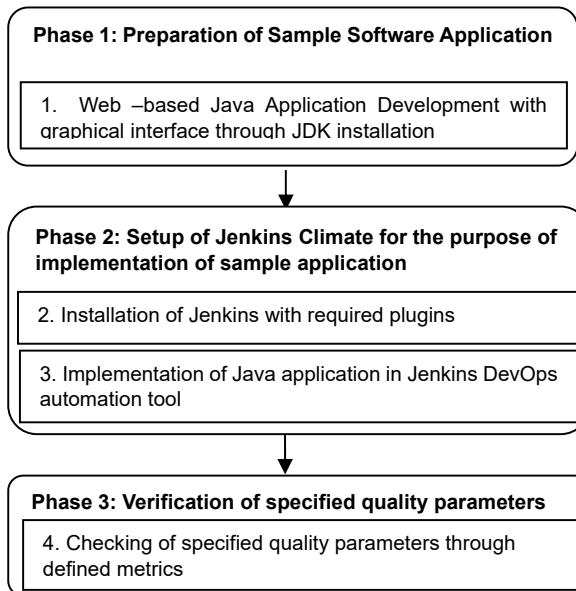 Phase 1: Preparation of Sample Software Application
1. Web –based Java Application Development with
graphical interface through JDK installation
Phase 2: Setup of Jenkins Climate for the purpose of
implementation of sample application
2. Installation of Jenkins with required plugins
3. Implementation of Java application in Jenkins DevOps
automation tool
Phase 3: Verification of specified quality parameters
4. Checking of specified quality parameters through
defined metrics